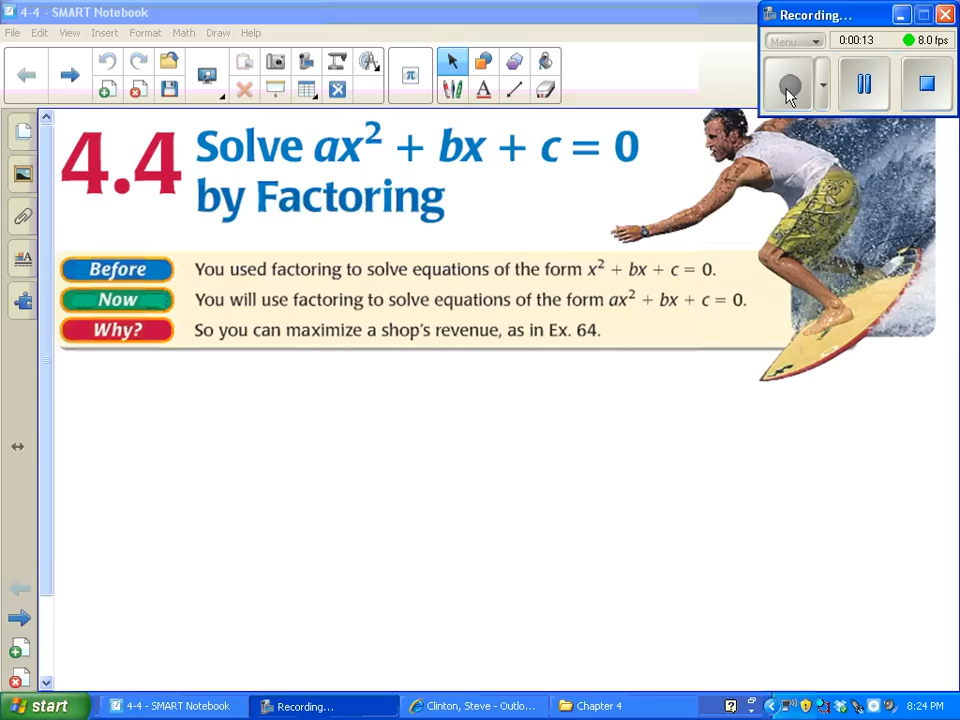 4-4 - SMART Notebook
File Edit View Insert Format Math Draw Help
Recording...
Menu 0:00:13 8.0 fps
π
A
4.4 Solve ax² + bx + c = 0
by Factoring
Before You used factoring to solve equations of the form x² + bx + c = 0.
Now You will use factoring to solve equations of the form ax² + bx + c = 0.
Why? So you can maximize a shop's revenue, as in Ex. 64.
start 4-4 - SMART Notebook Recording... Clinton, Steve - Outlo... Chapter 4 8:24 PM